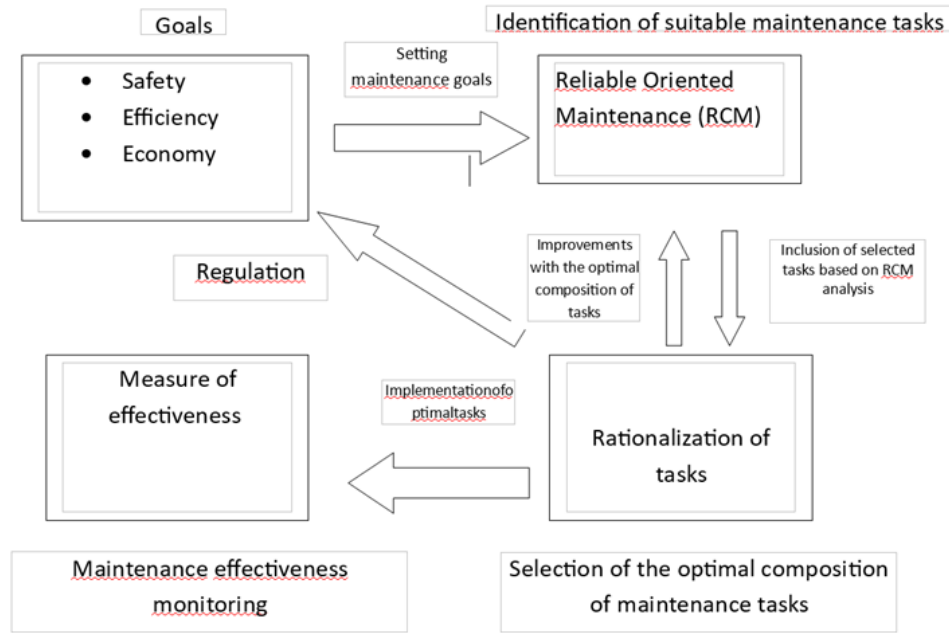 Goals
Identification of suitable maintenance tasks
• Safety
• Efficiency
• Economy
Setting
maintenance goals
Reliable Oriented
Maintenance (RCM)
Regulation
Improvements
with the optimal
composition of
tasks
Inclusion of selected
tasks based on RCM
analysis
Measure of
effectiveness
Implementationofo
ptimaltasks
Rationalization of
tasks
Maintenance effectiveness
monitoring
Selection of the optimal composition
of maintenance tasks